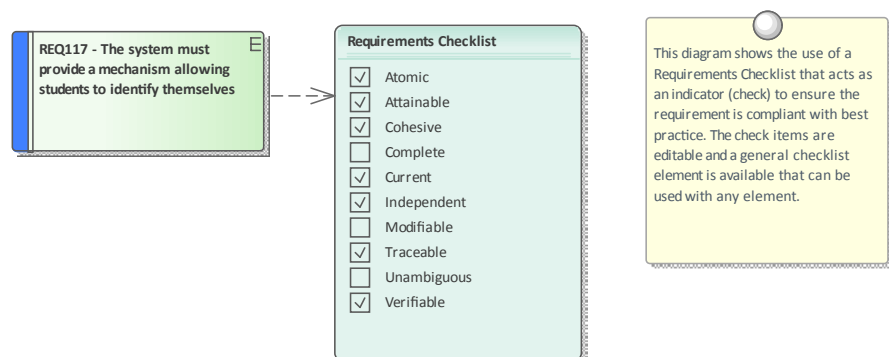 REQ117 - The system must
provide a mechanism allowing
students to identify themselves
Requirements Checklist
Atomic
Attainable
Cohesive
Complete
Current
Independent
Modifiable
Traceable
Unambiguous
Verifiable
This diagram shows the use of a
Requirements Checklist that acts as
an indicator (check) to ensure the
requirement is compliant with best
practice. The check items are
editable and a general checklist
element is available that can be
used with any element.